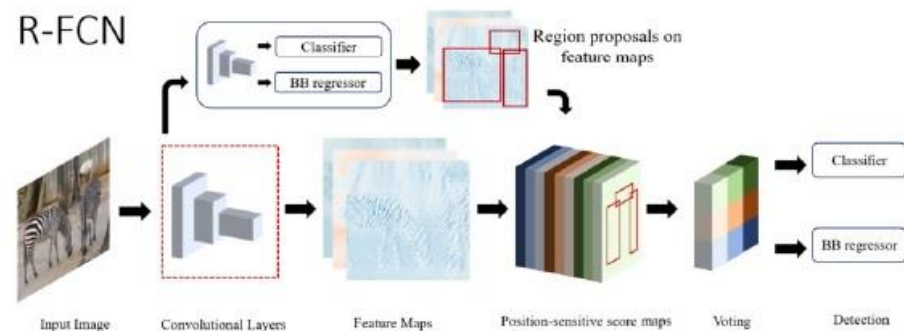 R-FCN
Classifier
BB regressor
Region proposals on
feature maps
Classifier
BB regressor
Input Image
Convolutional Layers
Feature Maps
Position-sensitive score maps
Voting
Detection